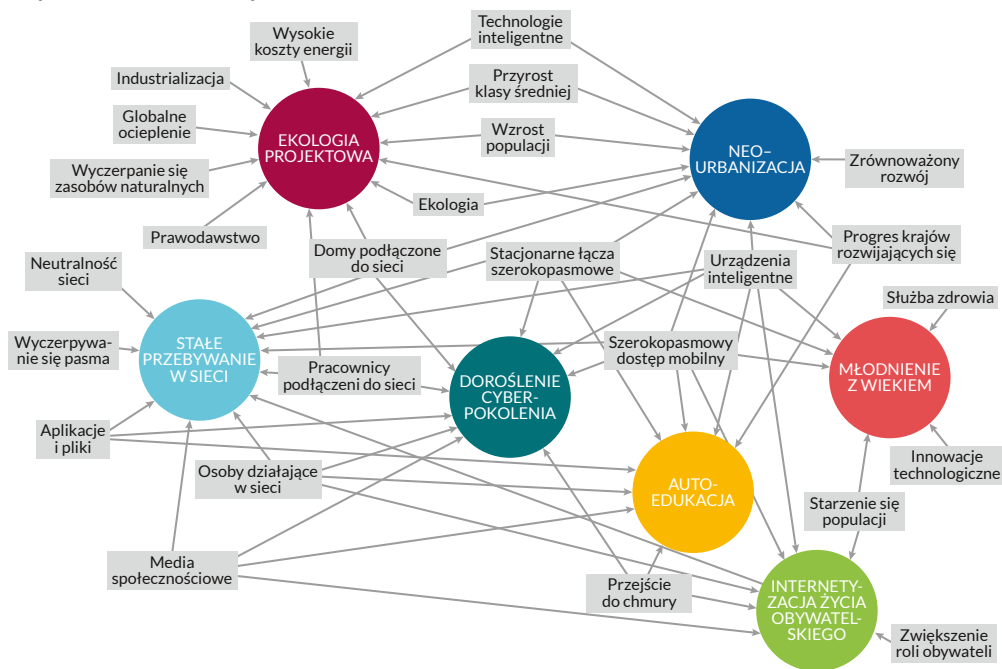 Wysokie
koszty energii
Technologie
inteligentne
Industrializacja
Przyrost
klasy średniej
Globalne
ocieplenie
EKOLOGIA
PROJEKTOWA
Wzrost
populacji
NEO–
URBANIZACJA
Zrównoważony
rozwój
Wyczerpanie się
zasobów naturalnych
Ekologia
Prawodawstwo
Domy podłączone
do sieci
Stacjonarne łącza
szerokopasmowe
Urządzenia
inteligentne
Progres krajów
rozwijających się
Neutralność
sieci
Służba zdrowia
Wyczerpywa-
nie się pasma
STAŁE
PRZEBYWANIE
W SIECI
Szerokopasmowy
dostęp mobilny
Pracownicy
podłączeni do sieci
DOROŚLENIE
CYBER-
POKOLENIA
MŁODNIENIE
Z WIEKIEM
Aplikacje
i pliki
Osoby działające
w sieci
AUTO-
EDUKACJA
Innowacje
technologiczne
Starzenie się
populacji
Media
społecznościowe
Przejście
do chmury
INTERNETY-
ZACJA ŻYCIA
OBYWATEL-
SKIEGO
Zwiększenie
roli obywateli